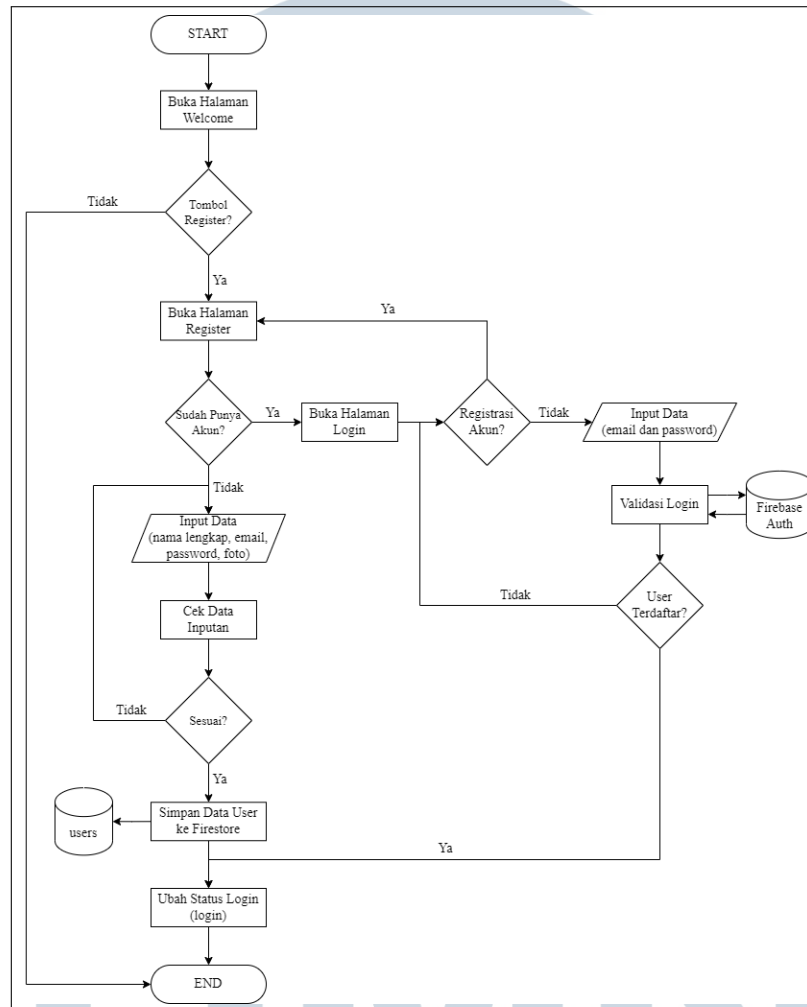 START
Buka Halaman
Welcome
Tidak
Tombol
Register?
Ya
Buka Halaman
Register
Ya
Sudah Punya
Akun?
Ya
Buka Halaman
Login
Registrasi
Akun?
Tidak
Input Data
(email dan password)
Validasi Login
Firebase
Auth
Tidak
User
Terdaftar?
Tidak
Input Data
(nama lengkap, email,
password, foto)
Cek Data
Inputan
Tidak
Sesuai?
Ya
Simpan Data User
ke Firestore
users
Ya
Ubah Status Login
(login)
END